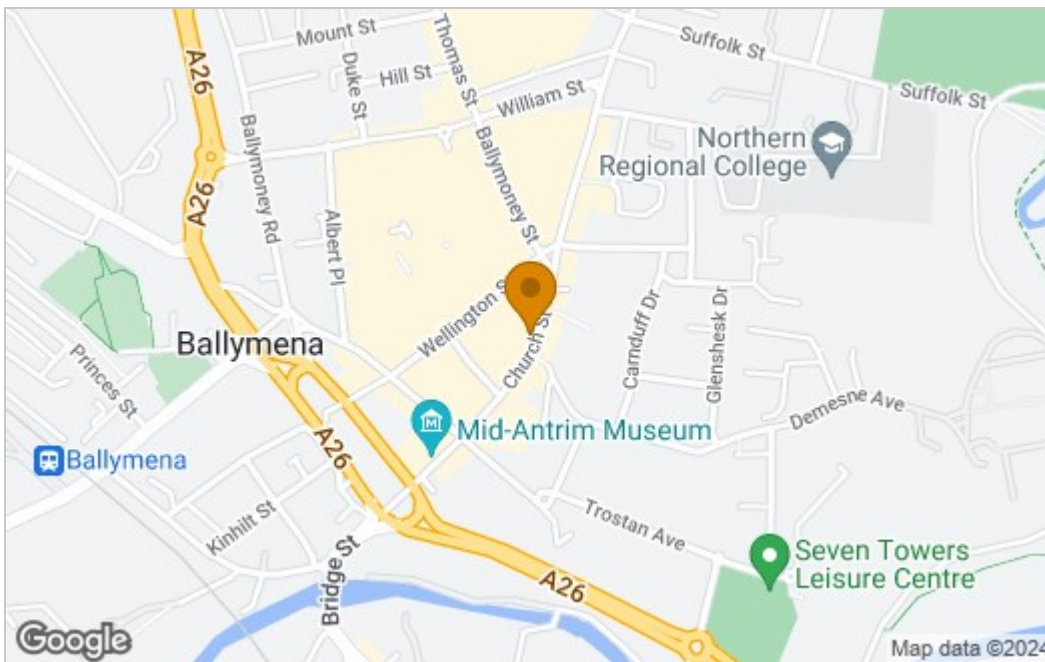 A26
Mount St
Thomas St
Suffolk St
Duke St
Hill St
William St
Suffolk St
Ballymoney Rd
Ballymoney St
Northern
Regional College
A26
Albert Pl
Wellington S
Church St
Carnduff Dr
Glenshesk Dr
Ballymena
Princes St
Demesne Ave
Mid-Antrim Museum
A26
Ballymena
Kinhilt St
Trostan Ave
Seven Towers
Leisure Centre
Bridge St
A26
Google
Map data ©2024